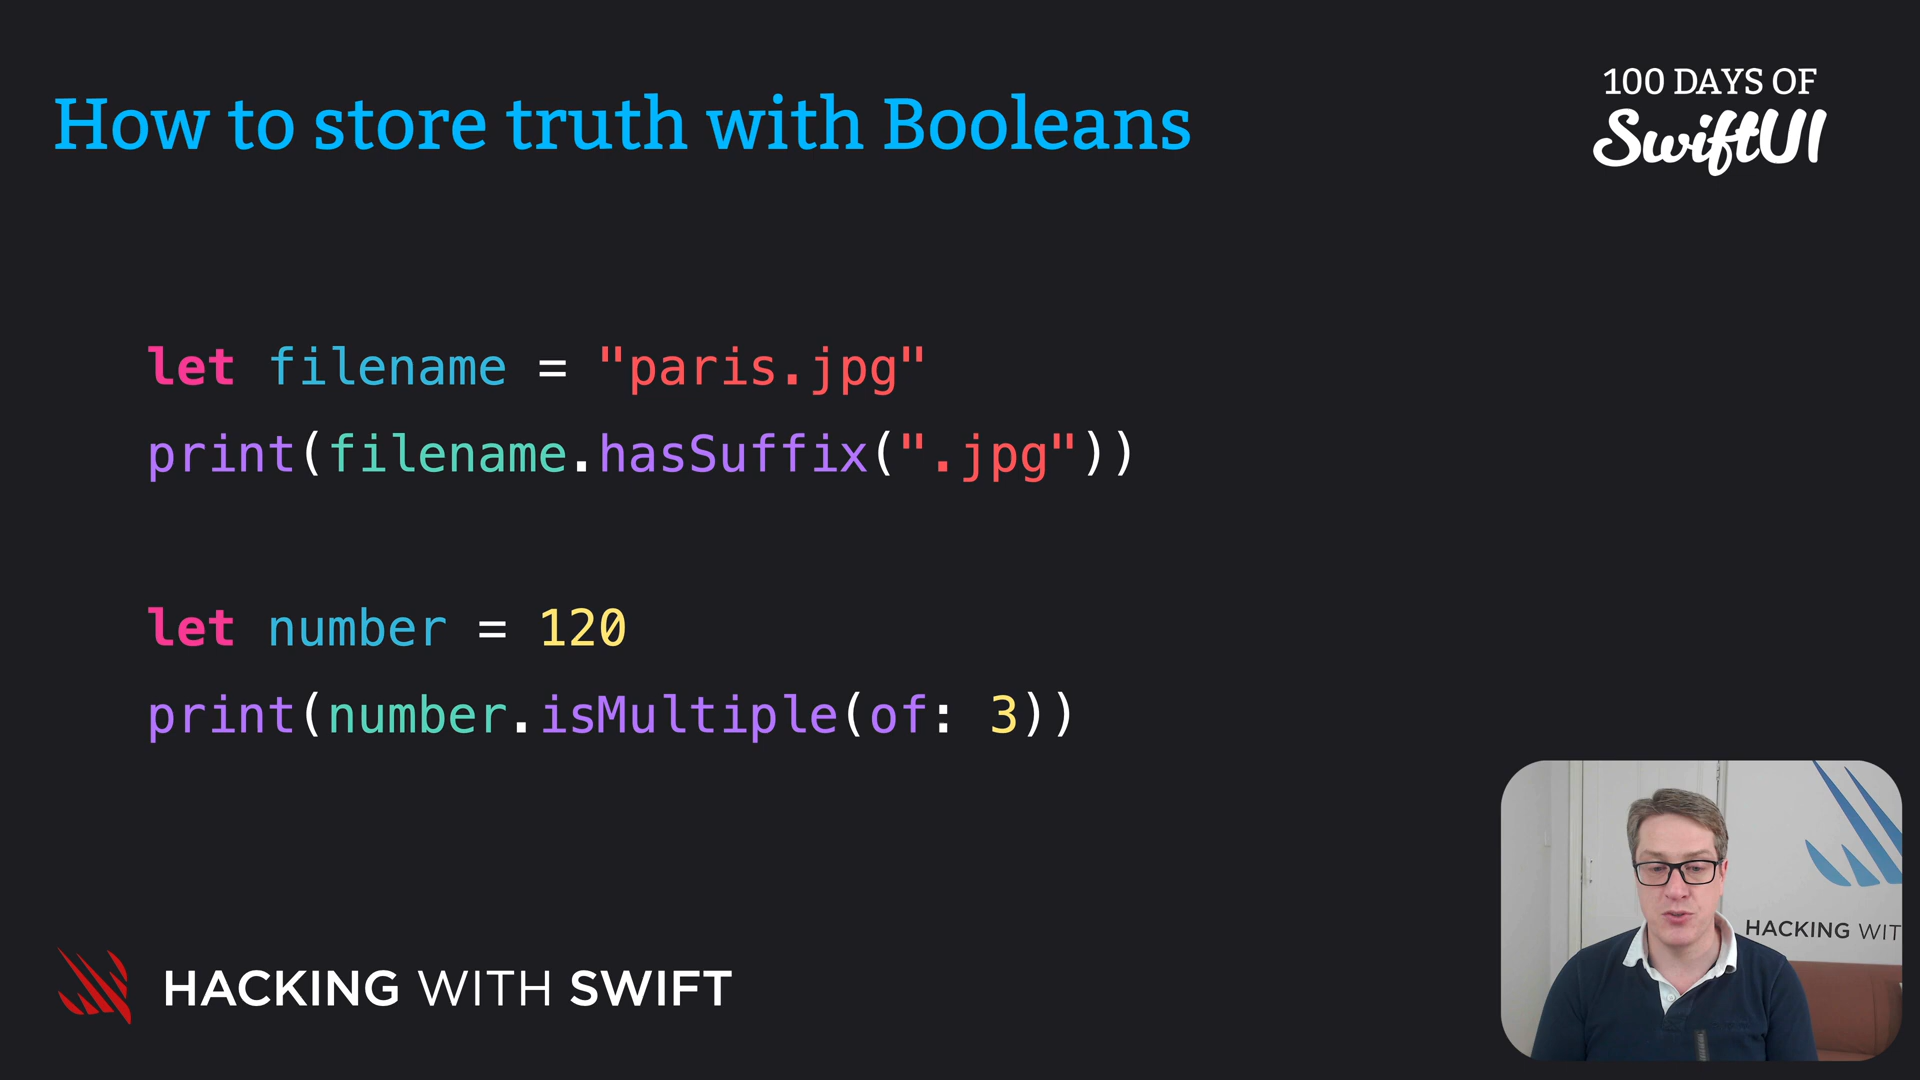 How to store truth with Booleans
100 DAYS OF
SwiftUI
let filename = "paris.jpg"
print(filename.hasSuffix(".jpg"))
let number = 120
print(number.isMultiple(of: 3))
HACKING WIT
HACKING WITH SWIFT